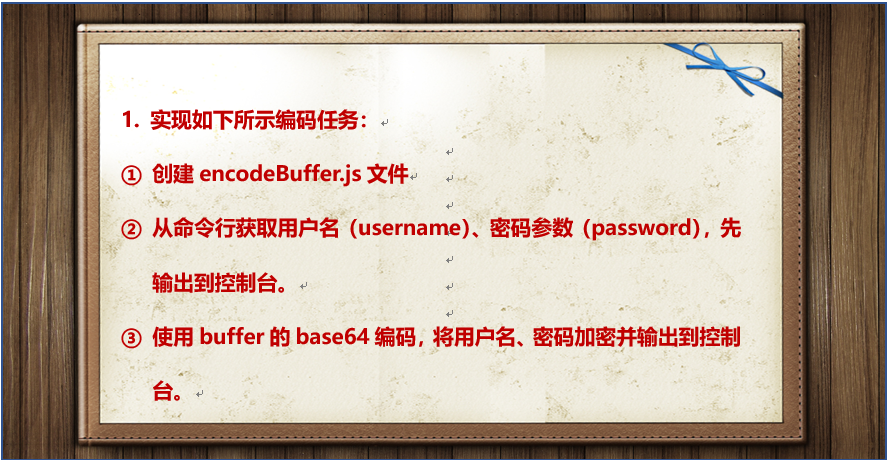 1. 实现如下所示编码任务：
① 创建 encodeBuffer.js 文件
② 从命令行获取用户名（username）、密码参数（password），先
输出到控制台。
③ 使用 buffer 的 base64 编码，将用户名、密码加密并输出到控制
台。